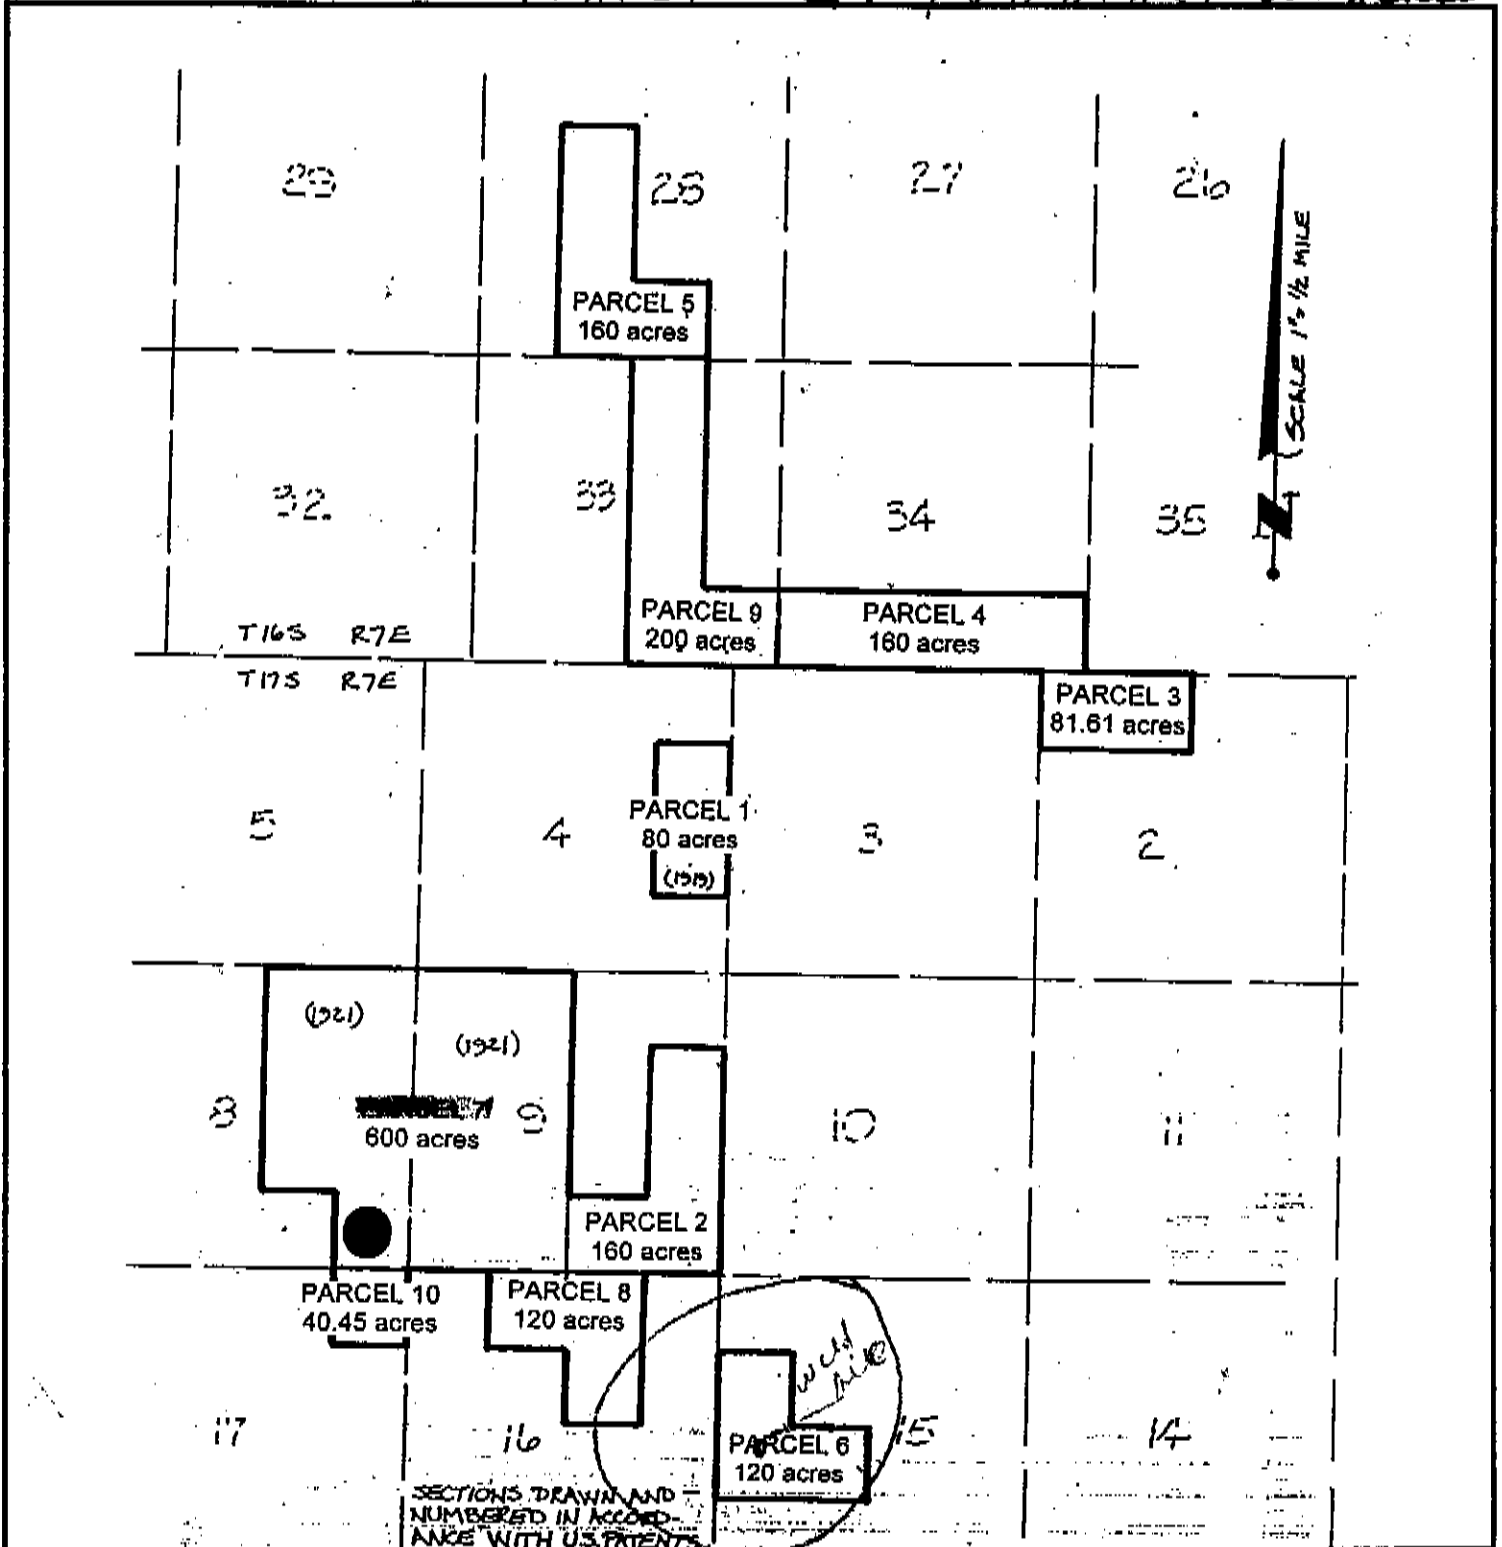 29 28 27 26
(SCALE 1"= 1/2 MILE
PARCEL 5
160 acres
32 33 34 35
N
PARCEL 9
200 acres
PARCEL 4
160 acres
T16S R7E
T17S R7E
PARCEL 3
81.61 acres
5 4 3 2
PARCEL 1
80 acres
(1919)
(1921)
(1921)
8 9 10 11
600 acres
PARCEL 2
160 acres
PARCEL 10
40.45 acres
PARCEL 8
120 acres
well
site
17 16 15 14
PARCEL 6
120 acres
SECTIONS DRAWN AND
NUMBERED IN ACCORD-
ANCE WITH U.S. PATENTS